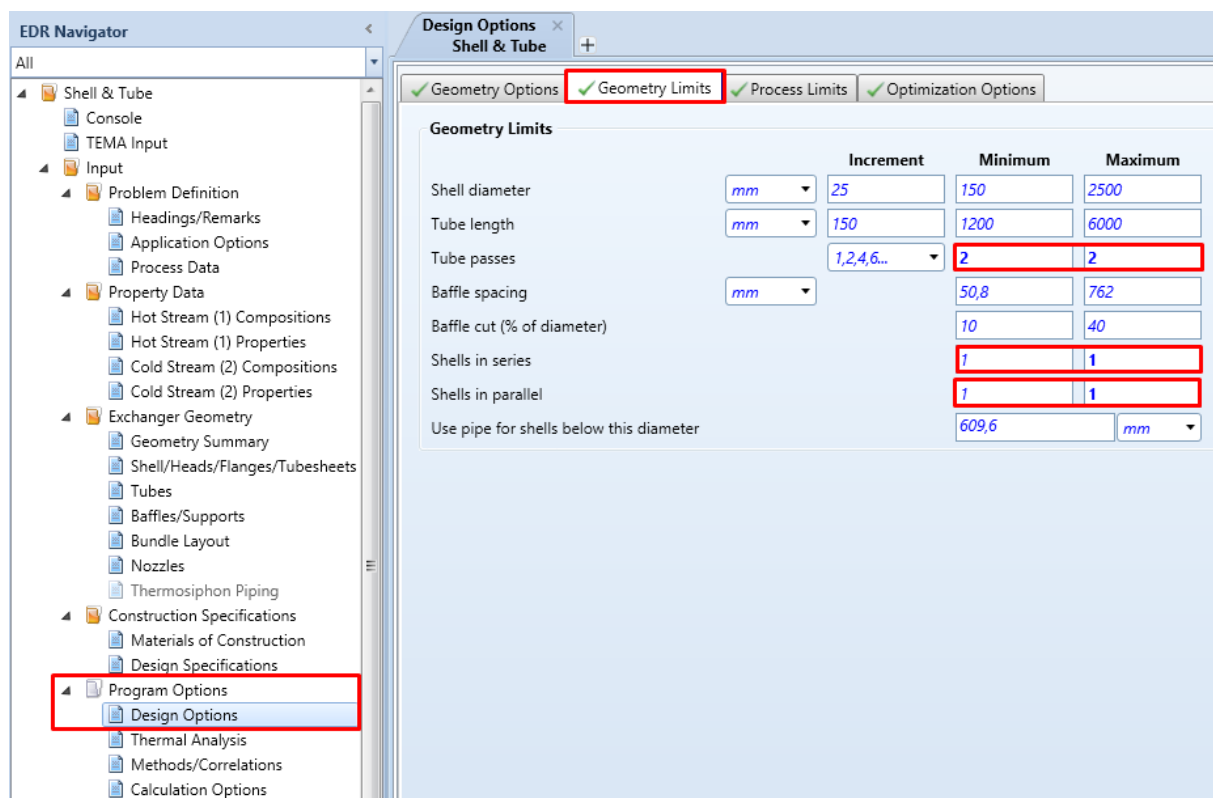 EDR Navigator
All
Shell & Tube
Console
TEMA Input
Input
Problem Definition
Headings/Remarks
Application Options
Process Data
Property Data
Hot Stream (1) Compositions
Hot Stream (1) Properties
Cold Stream (2) Compositions
Cold Stream (2) Properties
Exchanger Geometry
Geometry Summary
Shell/Heads/Flanges/Tubesheets
Tubes
Baffles/Supports
Bundle Layout
Nozzles
Thermosiphon Piping
Construction Specifications
Materials of Construction
Design Specifications
Program Options
Design Options
Thermal Analysis
Methods/Correlations
Calculation Options
Design Options
Shell & Tube
Geometry Options Geometry Limits Process Limits Optimization Options
Geometry Limits
Increment Minimum Maximum
Shell diameter mm 25 150 2500
Tube length mm 150 1200 6000
Tube passes 1,2,4,6... 2 2
Baffle spacing mm 50,8 762
Baffle cut (% of diameter) 10 40
Shells in series 1 1
Shells in parallel 1 1
Use pipe for shells below this diameter 609,6 mm